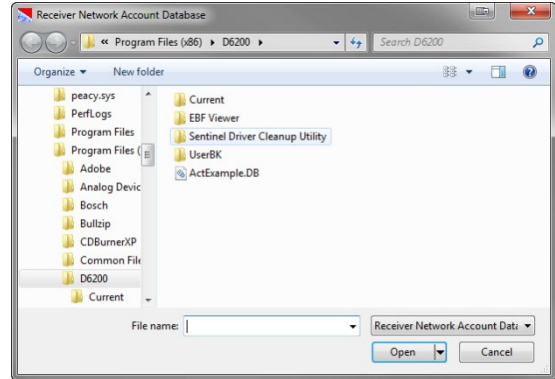 Receiver Network Account Database
« Program Files (x86) ▸ D6200 ▸
Search D6200
Organize ▾ New folder
peacy.sys
PerfLogs
Program Files
Program Files (
Adobe
Analog Devic
Bosch
Bullzip
CDBurnerXP
Common File
D6200
Current
Current
EBF Viewer
Sentinel Driver Cleanup Utility
UserBK
ActExample.DB
File name:
Receiver Network Account Data
Open
Cancel